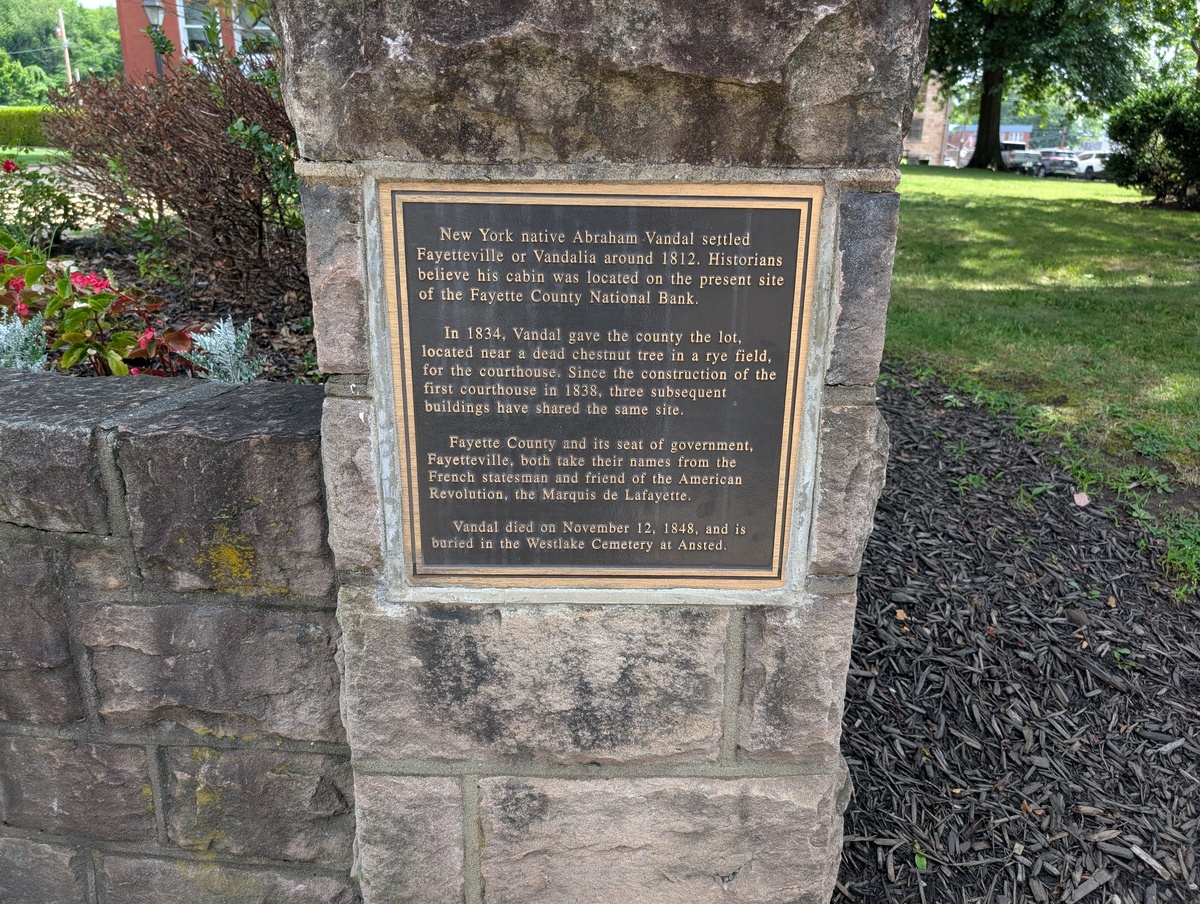 New York native Abraham Vandal settled
Fayetteville or Vandalia around 1812. Historians
believe his cabin was located on the present site
of the Fayette County National Bank.
In 1834, Vandal gave the county the lot,
located near a dead chestnut tree in a rye field,
for the courthouse. Since the construction of the
first courthouse in 1838, three subsequent
buildings have shared the same site.
Fayette County and its seat of government,
Fayetteville, both take their names from the
French statesman and friend of the American
Revolution, the Marquis de Lafayette.
Vandal died on November 12, 1848, and is
buried in the Westlake Cemetery at Ansted.